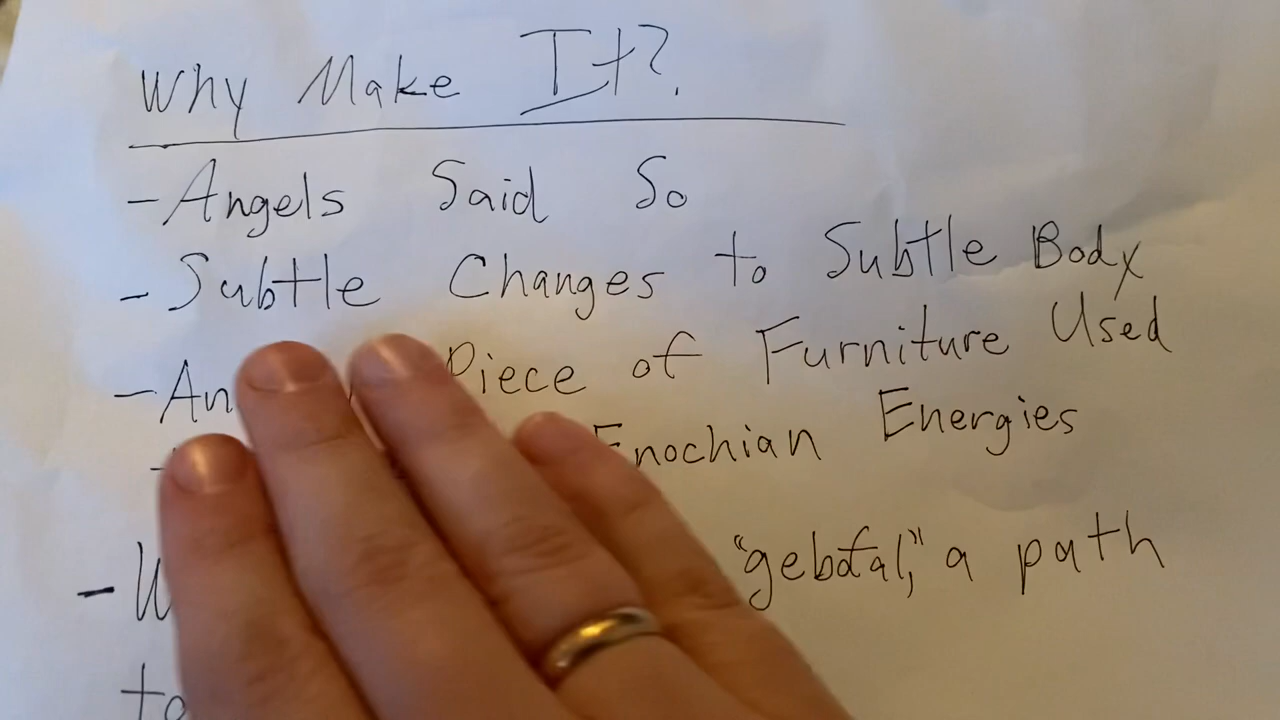 Why Make It?
- Angels Said So
- Subtle Changes to Subtle Body
- Piece of Furniture Used
Enochian Energies
- "gebofal," a path